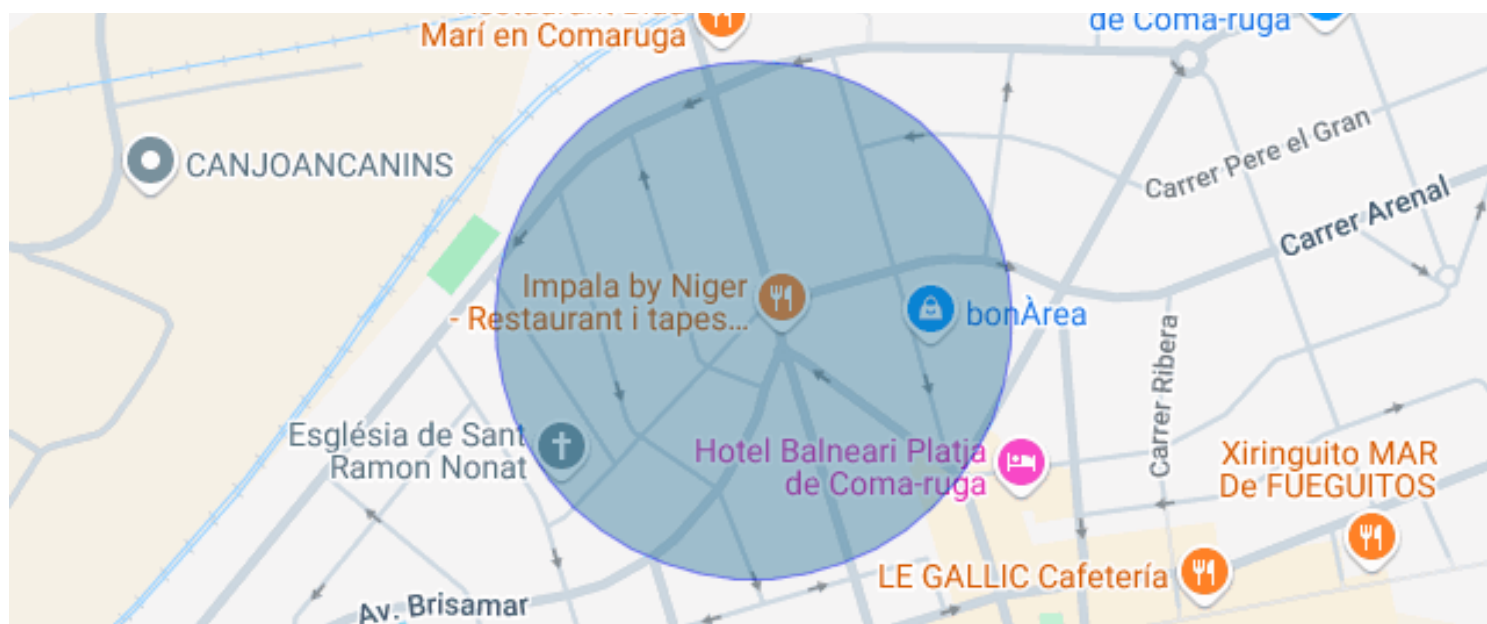 Marí en Comaruga
de Coma-ruga
CANJOANCANINS
Carrer Pere el Gran
Carrer Arenal
Impala by Niger
- Restaurant i tapes...
bonÀrea
Carrer Ribera
Església de Sant
Ramon Nonat
Hotel Balneari Platja
de Coma-ruga
Xiringuito MAR
De FUEGUITOS
LE GALLIC Cafetería
Av. Brisamar